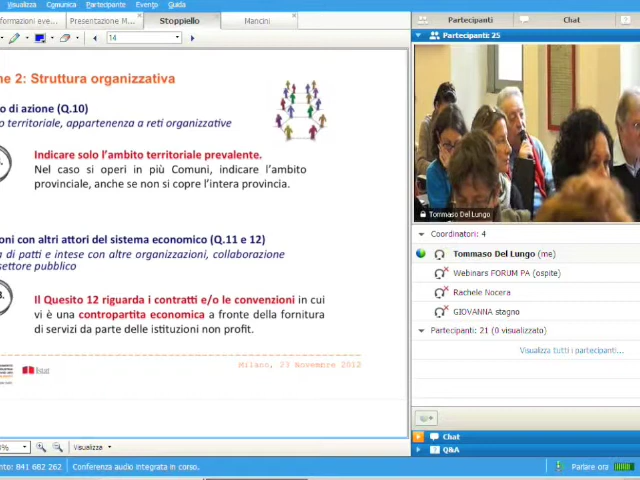 Visualizza Comunica Partecipante Evento Guida
formazioni eve... Presentazione M... Stoppiello Mancini
14
ne 2: Struttura organizzativa
o di azione (Q.10)
o territoriale, appartenenza a reti organizzative
Indicare solo l'ambito territoriale prevalente.
Nel caso si operi in più Comuni, indicare l'ambito
provinciale, anche se non si copre l'intera provincia.
oni con altri attori del sistema economico (Q.11 e 12)
a di patti e intese con altre organizzazioni, collaborazione
settore pubblico
Il Quesito 12 riguarda i contratti e/o le convenzioni in cui
vi è una contropartita economica a fronte della fornitura
di servizi da parte delle istituzioni non profit.
Istat
Milano, 23 Novembre 2012
Visualizza
nto: 841 682 262 Conferenza audio integrata in corso.
Partecipanti Chat
Partecipanti: 25
Tommaso Del Lungo
Coordinatori: 4
Tommaso Del Lungo (me)
Webinars FORUM PA (ospite)
Rachele Nocera
GIOVANNA stagno
Partecipanti: 21 (0 visualizzato)
Visualizza tutti i partecipanti...
Chat
Q&A
Parlare ora